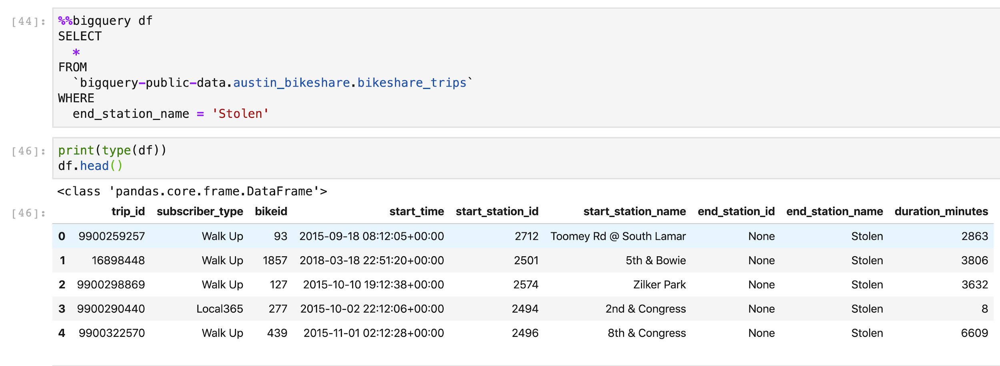 [44]: %%bigquery df
SELECT
*
FROM
`bigquery-public-data.austin_bikeshare.bikeshare_trips`
WHERE
end_station_name = 'Stolen'
[46]: print(type(df))
df.head()
<class 'pandas.core.frame.DataFrame'>
[46]: trip_id subscriber_type bikeid start_time start_station_id start_station_name end_station_id end_station_name duration_minutes
0 9900259257 Walk Up 93 2015-09-18 08:12:05+00:00 2712 Toomey Rd @ South Lamar None Stolen 2863
1 16898448 Walk Up 1857 2018-03-18 22:51:20+00:00 2501 5th & Bowie None Stolen 3806
2 9900298869 Walk Up 127 2015-10-10 19:12:38+00:00 2574 Zilker Park None Stolen 3632
3 9900290440 Local365 277 2015-10-02 22:12:06+00:00 2494 2nd & Congress None Stolen 8
4 9900322570 Walk Up 439 2015-11-01 02:12:28+00:00 2496 8th & Congress None Stolen 6609